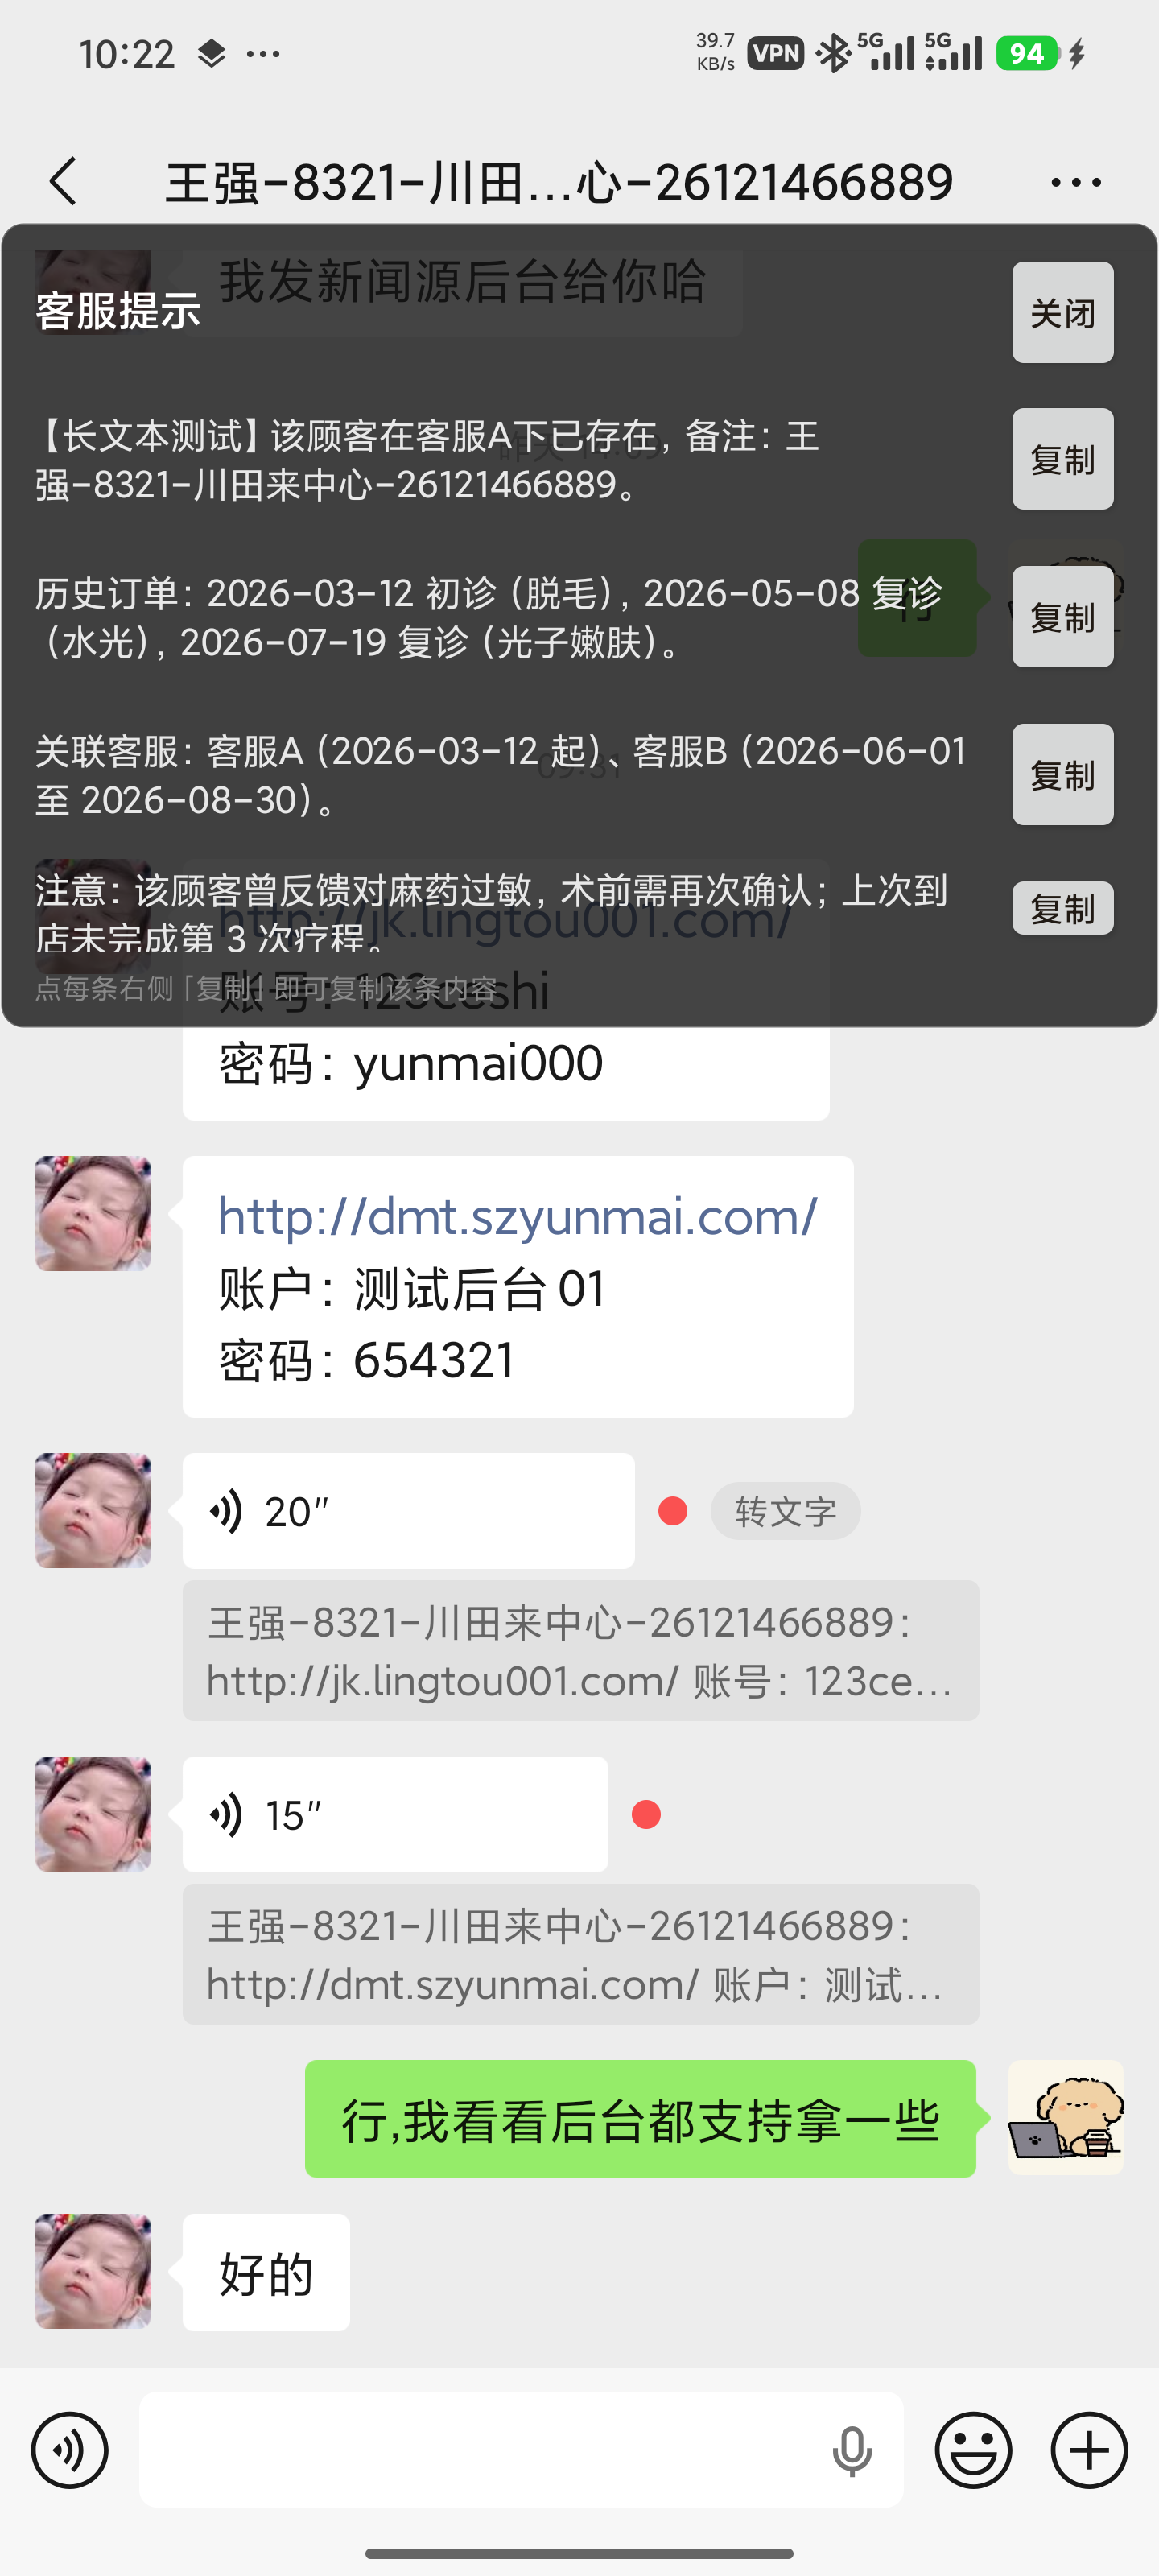 10:22
39.7
KB/s
VPN
5G
5G
94
王强-8321-川田...心-26121466889
我发新闻源后台给你哈
客服提示
关闭
【长文本测试】该顾客在客服A下已存在, 备注: 王
强-8321-川田来中心-26121466889。
复制
行
历史订单: 2026-03-12 初诊 (脱毛), 2026-05-08 复诊
(水光), 2026-07-19 复诊 (光子嫩肤)。
复制
09:31
关联客服: 客服A (2026-03-12 起)、客服B (2026-06-01
至 2026-08-30)。
复制
注意: 该顾客曾反馈对麻药过敏, 术前需再次确认; 上次到
店未完成第 3 次疗程。
复制
http://jk.lingtou001.com/
点每条右侧「复制」即可复制该条内容
账号: 123ceshi
密码: yunmai000
http://dmt.szyunmai.com/
账户: 测试后台 01
密码: 654321
20"
转文字
王强-8321-川田来中心-26121466889:
http://jk.lingtou001.com/ 账号: 123ce...
15"
王强-8321-川田来中心-26121466889:
http://dmt.szyunmai.com/ 账户: 测试...
行,我看看后台都支持拿一些
好的